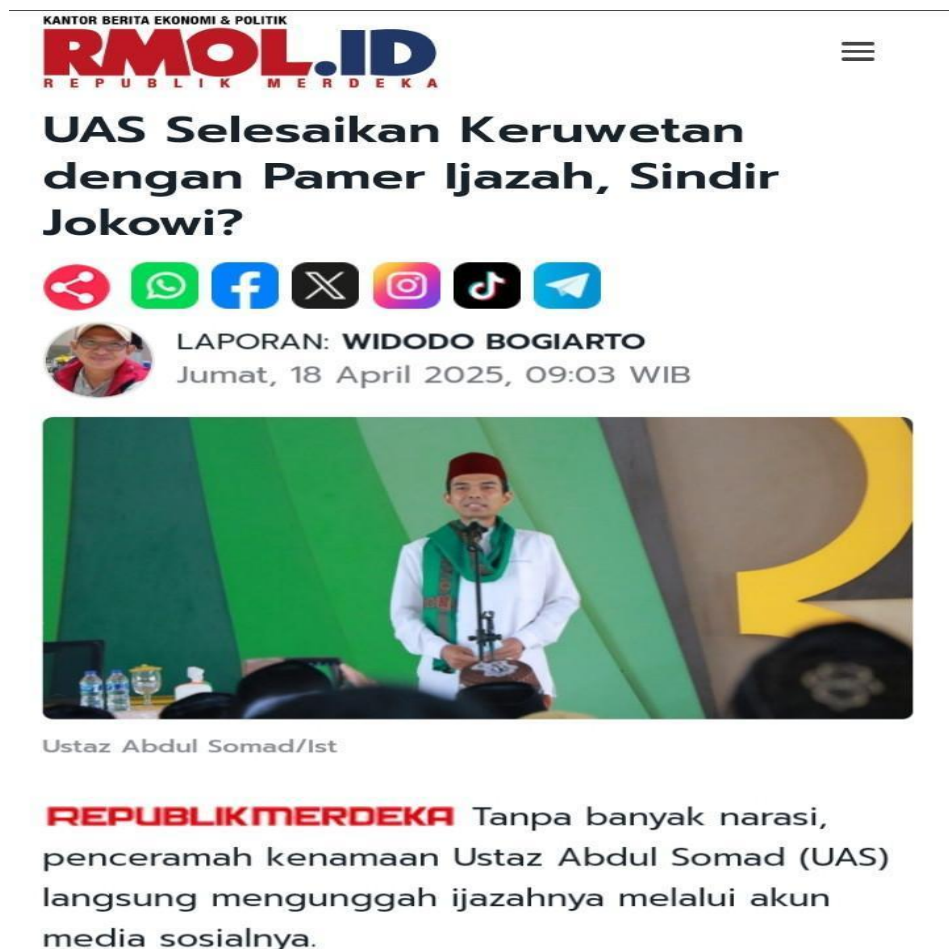 KANTOR BERITA EKONOMI & POLITIK
RMOL.ID
REPUBLIK MERDEKA
UAS Selesaikan Keruwetan
dengan Pamer Ijazah, Sindir
Jokowi?
LAPORAN: WIDODO BOGIARTO
Jumat, 18 April 2025, 09:03 WIB
Ustaz Abdul Somad/Ist
REPUBLIKMERDEKA Tanpa banyak narasi,
penceramah kenamaan Ustaz Abdul Somad (UAS)
langsung mengunggah ijazahnya melalui akun
media sosialnya.